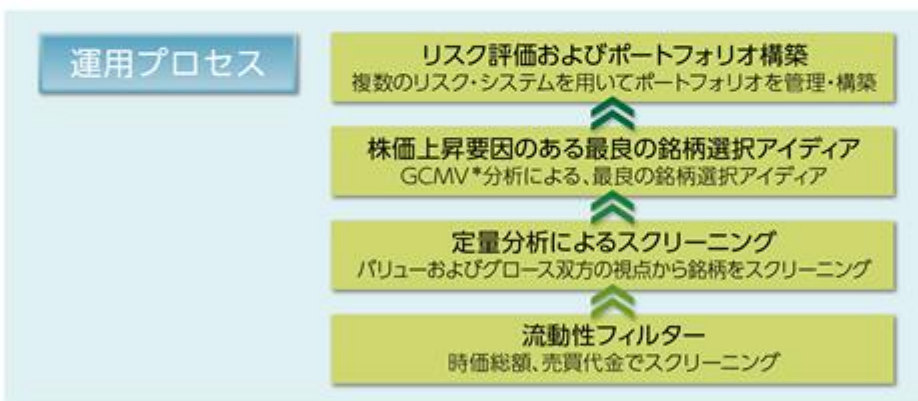 運用プロセス
リスク評価およびポートフォリオ構築
複数のリスク・システムを用いてポートフォリオを管理・構築
株価上昇要因のある最良の銘柄選択アイディア
GCMV*分析による、最良の銘柄選択アイディア
定量分析によるスクリーニング
バリューおよびグロース双方の視点から銘柄をスクリーニング
流動性フィルター
時価総額、売買代金でスクリーニング